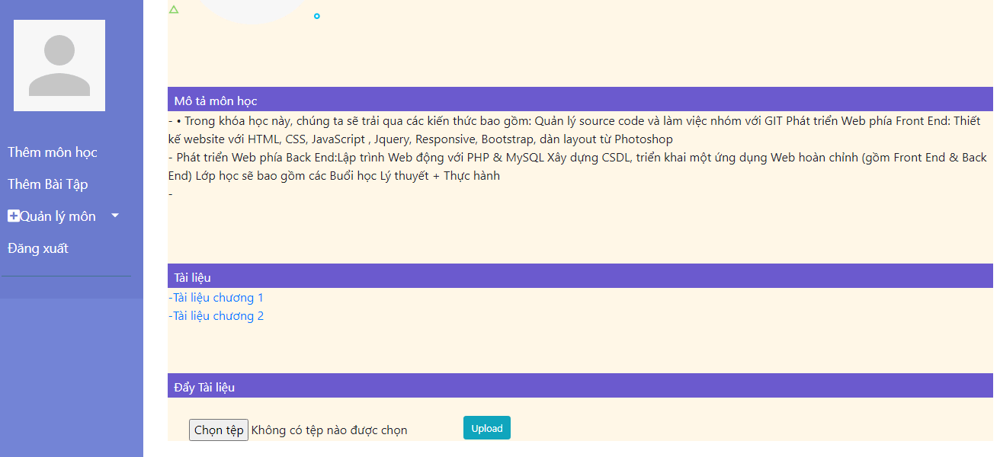 Thêm môn học
Thêm Bài Tập
Quản lý môn
Đăng xuất
Mô tả môn học
- • Trong khóa học này, chúng ta sẽ trải qua các kiến thức bao gồm: Quản lý source code và làm việc nhóm với GIT Phát triển Web phía Front End: Thiết
kế website với HTML, CSS, JavaScript , Jquery, Responsive, Bootstrap, dàn layout từ Photoshop
- Phát triển Web phía Back End:Lập trình Web động với PHP & MySQL Xây dựng CSDL, triển khai một ứng dụng Web hoàn chỉnh (gồm Front End & Back
End) Lớp học sẽ bao gồm các Buổi học Lý thuyết + Thực hành
-
Tài liệu
-Tài liệu chương 1
-Tài liệu chương 2
Đẩy Tài liệu
Chọn tệp Không có tệp nào được chọn Upload